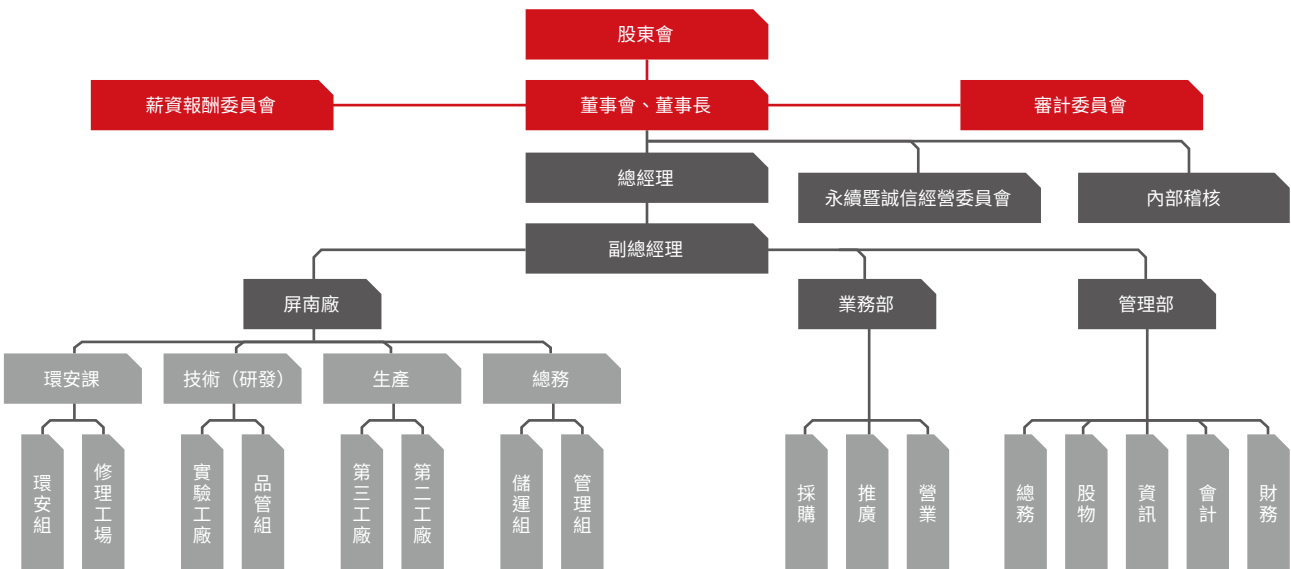 股東會
薪資報酬委員會
董事會、董事長
審計委員會
總經理
永續暨誠信經營委員會
內部稽核
副總經理
屏南廠
業務部
管理部
環安課
技術（研發）
生產
總務
環安組
修理工場
實驗工廠
品管組
第三工廠
第二工廠
儲運組
管理組
採購
推廣
營業
總務
股物
資訊
會計
財務